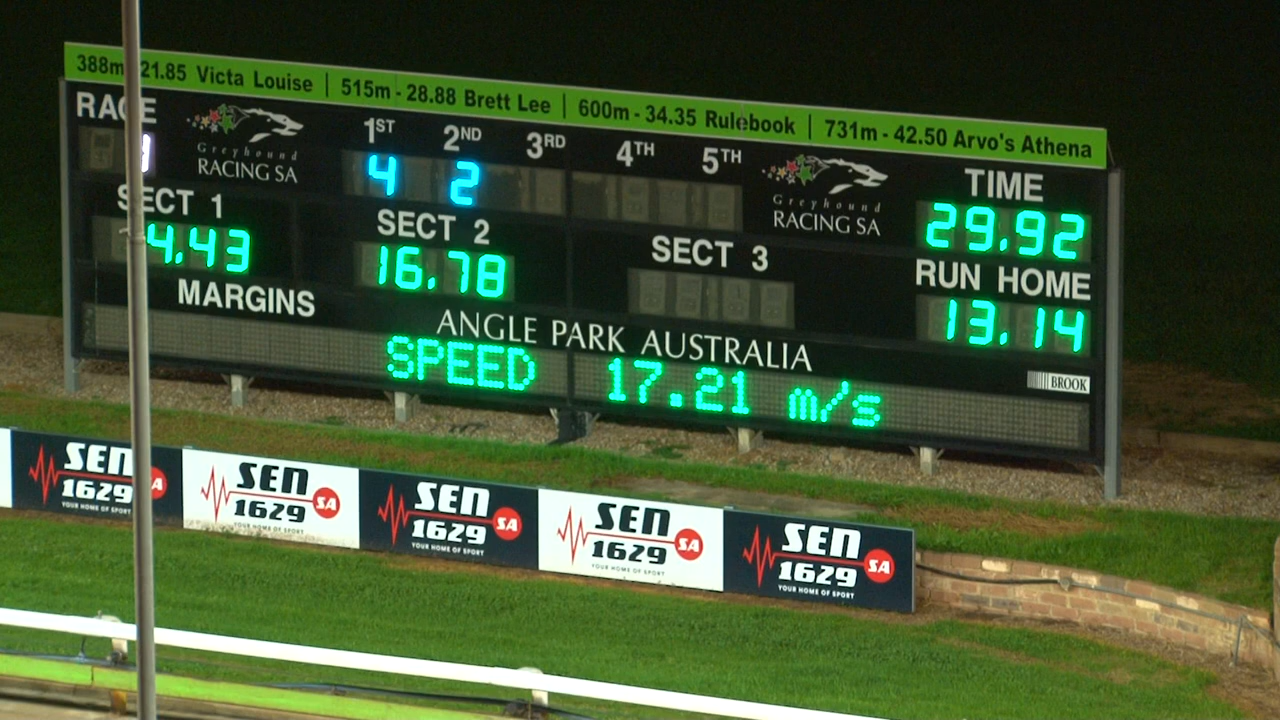 388m 21.85 Victa Louise | 515m - 28.88 Brett Lee | 600m - 34.35 Rulebook | 731m - 42.50 Arvo's Athena
RACE
Greyhound
RACING SA
1ST 2ND 3RD 4TH 5TH
4 2
Greyhound
RACING SA
TIME
29.92
SECT 1
4.43
SECT 2
16.78
SECT 3
RUN HOME
13.14
MARGINS
ANGLE PARK AUSTRALIA
SPEED 17.21 m/s
BROOK
SEN
1629
YOUR HOME OF SPORT
SEN
1629 SA
YOUR HOME OF SPORT
SEN
1629 SA
YOUR HOME OF SPORT
SEN
1629 SA
YOUR HOME OF SPORT
SEN
1629 SA
YOUR HOME OF SPORT